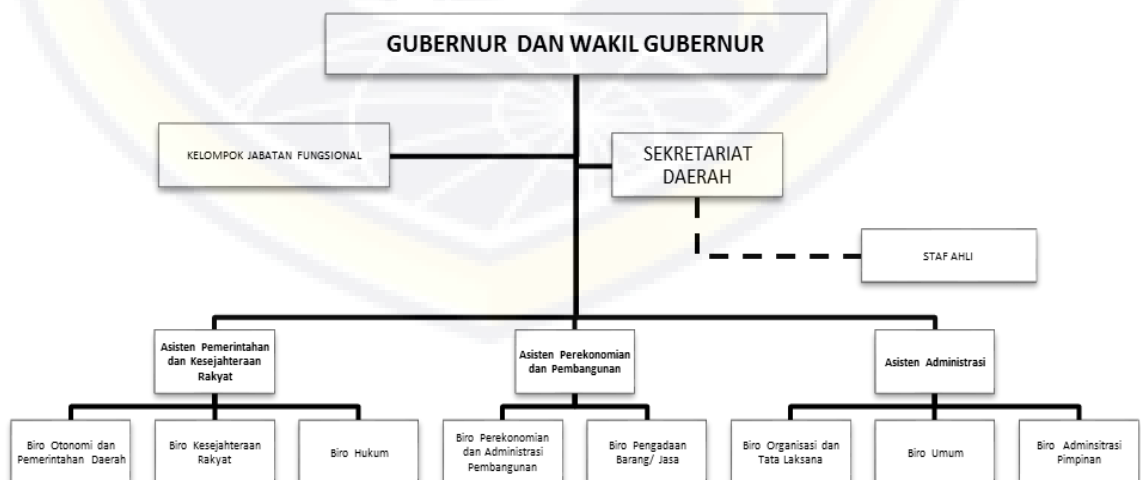 GUBERNUR DAN WAKIL GUBERNUR
KELOMPOK JABATAN FUNGSIONAL
SEKRETARIAT
DAERAH
STAF AHLI
Asisten Pemerintahan
dan Kesejahteraan
Rakyat
Asisten Perekonomian
dan Pembangunan
Asisten Administrasi
Biro Otonomi dan
Pemerintahan Daerah
Biro Kesejahteraan
Rakyat
Biro Hukum
Biro Perekonomian
dan Administrasi
Pembangunan
Biro Pengadaan
Barang/ Jasa
Biro Organisasi dan
Tata Laksana
Biro Umum
Biro Adminsitrasi
Pimpinan